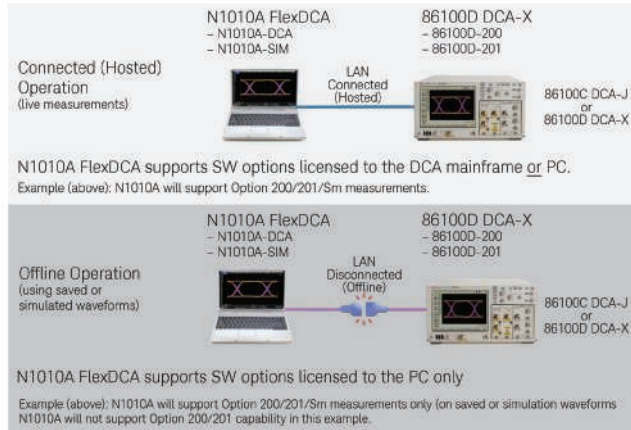 N1010A FlexDCA
– N1010A-DCA
– N1010A-SIM
86100D DCA-X
– 86100D-200
– 86100D-201
Connected (Hosted)
Operation
(live measurements)
LAN
Connected
(Hosted)
86100C DCA-J
or
86100D DCA-X
N1010A FlexDCA supports SW options licensed to the DCA mainframe or PC.
Example (above): N1010A will support Option 200/201/Sm measurements.
N1010A FlexDCA
– N1010A-DCA
– N1010A-SIM
86100D DCA-X
– 86100D-200
– 86100D-201
Offline Operation
(using saved or
simulated waveforms)
LAN
Disconnected
(Offline)
86100C DCA-J
or
86100D DCA-X
N1010A FlexDCA supports SW options licensed to the PC only
Example (above): N1010A will support Option 200/201/Sm measurements only (on saved or simulation waveforms
N1010A will not support Option 200/201 capability in this example.